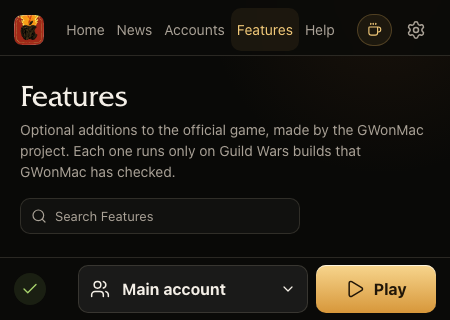 Home News Accounts Features Help
Features
Optional additions to the official game, made by the GWonMac
project. Each one runs only on Guild Wars builds that
GWonMac has checked.
Search Features
Main account
Play